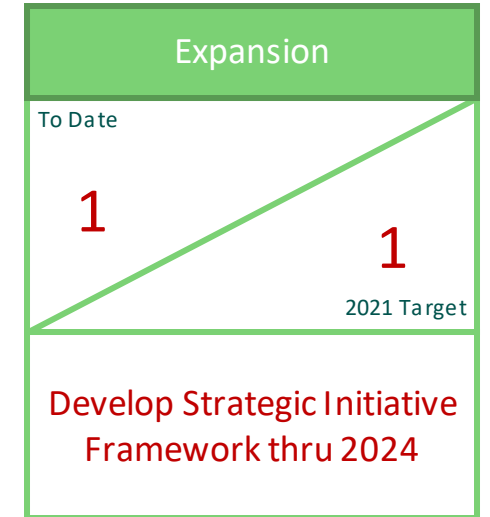 Expansion
To Date
1
1
2021 Target
Develop Strategic Initiative
Framework thru 2024